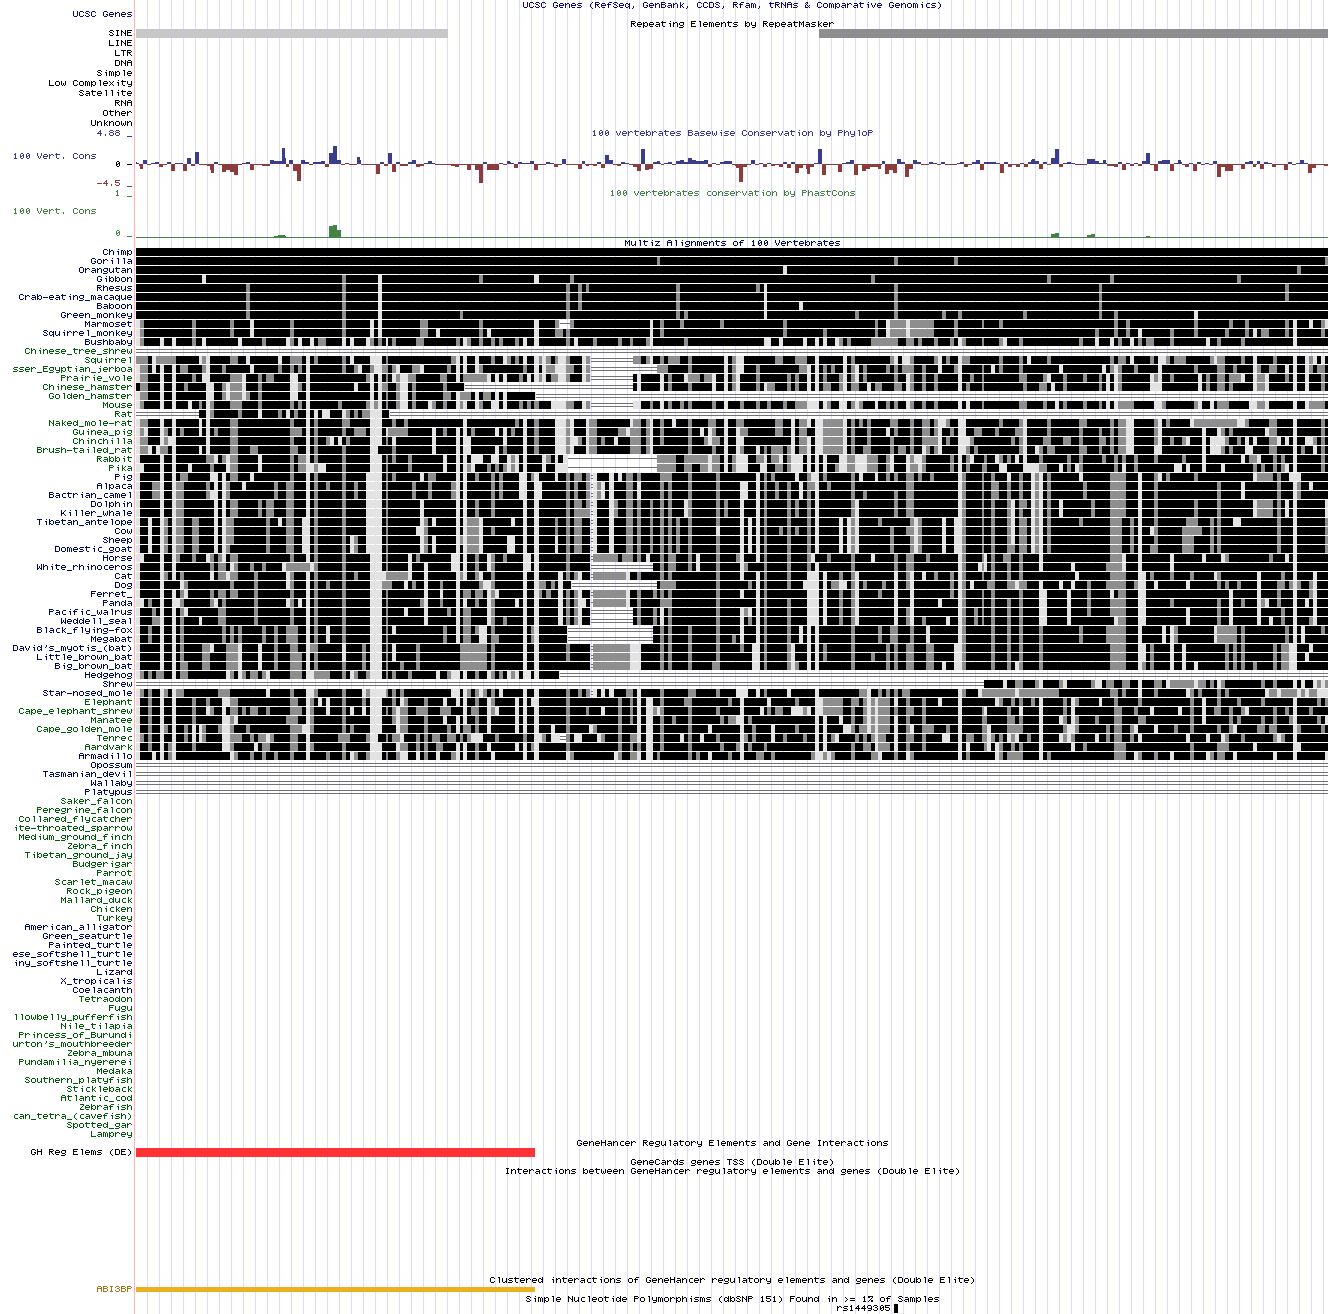 UCSC Genes (RefSeq, GenBank, CCDS, Rfam, tRNAs & Comparative Genomics)
UCSC Genes
Repeating Elements by RepeatMasker
SINE
LINE
LTR
DNA
Simple
Low Complexity
Satellite
RNA
Other
Unknown
4.88 _
100 vertebrates Basewise Conservation by PhyloP
100 Vert. Cons
0 _
-4.5 _
1 _
100 vertebrates conservation by PhastCons
100 Vert. Cons
0 _
Multiz Alignments of 100 Vertebrates
Chimp
Gorilla
Orangutan
Gibbon
Rhesus
Crab-eating_macaque
Baboon
Green_monkey
Marmoset
Squirrel_monkey
Bushbaby
Chinese_tree_shrew
Squirrel
sser_Egyptian_jerboa
Prairie_vole
Chinese_hamster
Golden_hamster
Mouse
Rat
Naked_mole-rat
Guinea_pig
Chinchilla
Brush-tailed_rat
Rabbit
Pika
Pig
Alpaca
Bactrian_camel
Dolphin
Killer_whale
Tibetan_antelope
Cow
Sheep
Domestic_goat
Horse
White_rhinoceros
Cat
Dog
Ferret_
Panda
Pacific_walrus
Weddell_seal
Black_flying-fox
Megabat
David's_myotis_(bat)
Little_brown_bat
Big_brown_bat
Hedgehog
Shrew
Star-nosed_mole
Elephant
Cape_elephant_shrew
Manatee
Cape_golden_mole
Tenrec
Aardvark
Armadillo
Opossum
Tasmanian_devil
Wallaby
Platypus
Saker_falcon
Peregrine_falcon
Collared_flycatcher
ite-throated_sparrow
Medium_ground_finch
Zebra_finch
Tibetan_ground_jay
Budgerigar
Parrot
Scarlet_macaw
Rock_pigeon
Mallard_duck
Chicken
Turkey
American_alligator
Green_seaturtle
Painted_turtle
ese_softshell_turtle
iny_softshell_turtle
Lizard
X_tropicalis
Coelacanth
Tetraodon
Fugu
llowbelly_pufferfish
Nile_tilapia
Princess_of_Burundi
urton's_mouthbreeder
Zebra_mbuna
Pundamilia_nyererei
Medaka
Southern_platyfish
Stickleback
Atlantic_cod
Zebrafish
can_tetra_(cavefish)
Spotted_gar
Lamprey
GeneHancer Regulatory Elements and Gene Interactions
GH Reg Elems (DE)
GeneCards genes TSS (Double Elite)
Interactions between GeneHancer regulatory elements and genes (Double Elite)
Clustered interactions of GeneHancer regulatory elements and genes (Double Elite)
ABI3BP
Simple Nucleotide Polymorphisms (dbSNP 151) Found in >= 1% of Samples
rs1449305